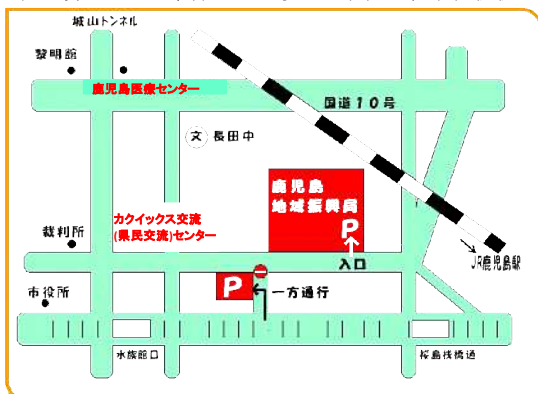 城山トンネル
黎明館
鹿児島医療センター
国道10号
文 長田中
鹿児島
地域振興局
P
カクイックス交流
(県民交流)センター
裁判所
入口
JR鹿児島駅
市役所
P
一方通行
水族館口
桜島桟橋通